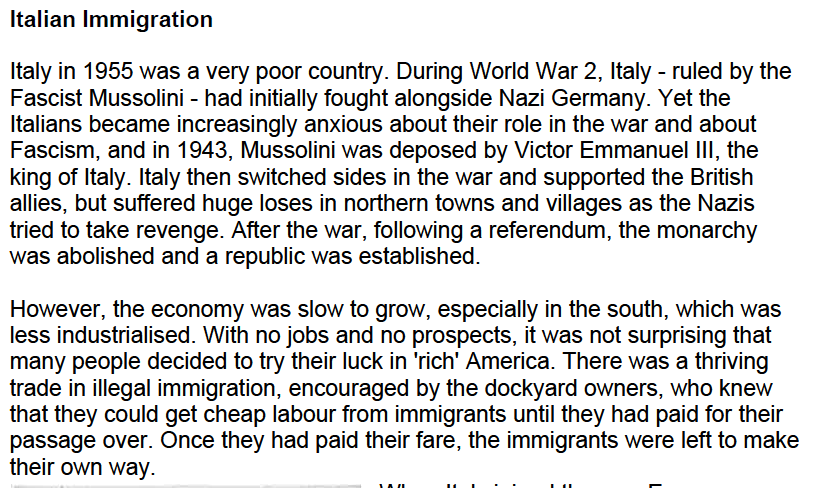 Italian Immigration
Italy in 1955 was a very poor country. During World War 2, Italy - ruled by the
Fascist Mussolini - had initially fought alongside Nazi Germany. Yet the
Italians became increasingly anxious about their role in the war and about
Fascism, and in 1943, Mussolini was deposed by Victor Emmanuel III, the
king of Italy. Italy then switched sides in the war and supported the British
allies, but suffered huge loses in northern towns and villages as the Nazis
tried to take revenge. After the war, following a referendum, the monarchy
was abolished and a republic was established.
However, the economy was slow to grow, especially in the south, which was
less industrialised. With no jobs and no prospects, it was not surprising that
many people decided to try their luck in 'rich' America. There was a thriving
trade in illegal immigration, encouraged by the dockyard owners, who knew
that they could get cheap labour from immigrants until they had paid for their
passage over. Once they had paid their fare, the immigrants were left to make
their own way.